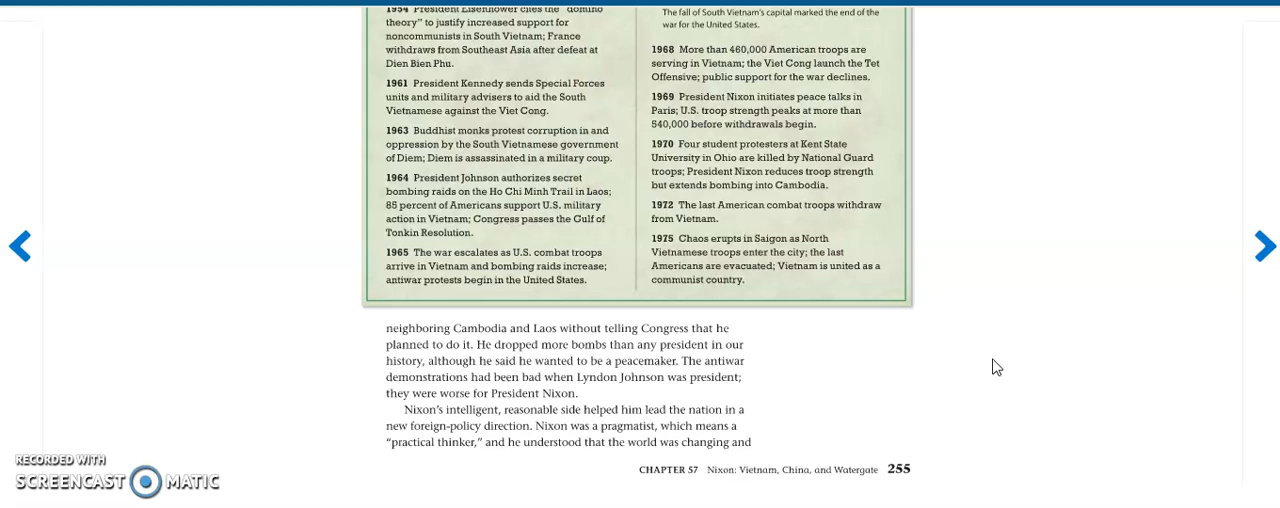 1954 President Eisenhower cites the "domino
theory" to justify increased support for
noncommunists in South Vietnam; France
withdraws from Southeast Asia after defeat at
Dien Bien Phu.
1961 President Kennedy sends Special Forces
units and military advisers to aid the South
Vietnamese against the Viet Cong.
1963 Buddhist monks protest corruption in and
oppression by the South Vietnamese government
of Diem; Diem is assassinated in a military coup.
1964 President Johnson authorizes secret
bombing raids on the Ho Chi Minh Trail in Laos;
85 percent of Americans support U.S. military
action in Vietnam; Congress passes the Gulf of
Tonkin Resolution.
1965 The war escalates as U.S. combat troops
arrive in Vietnam and bombing raids increase;
antiwar protests begin in the United States.
The fall of South Vietnam's capital marked the end of the
war for the United States.
1968 More than 460,000 American troops are
serving in Vietnam; the Viet Cong launch the Tet
Offensive; public support for the war declines.
1969 President Nixon initiates peace talks in
Paris; U.S. troop strength peaks at more than
540,000 before withdrawals begin.
1970 Four student protesters at Kent State
University in Ohio are killed by National Guard
troops; President Nixon reduces troop strength
but extends bombing into Cambodia.
1972 The last American combat troops withdraw
from Vietnam.
1975 Chaos erupts in Saigon as North
Vietnamese troops enter the city; the last
Americans are evacuated; Vietnam is united as a
communist country.
neighboring Cambodia and Laos without telling Congress that he
planned to do it. He dropped more bombs than any president in our
history, although he said he wanted to be a peacemaker. The antiwar
demonstrations had been bad when Lyndon Johnson was president;
they were worse for President Nixon.
Nixon's intelligent, reasonable side helped him lead the nation in a
new foreign-policy direction. Nixon was a pragmatist, which means a
"practical thinker," and he understood that the world was changing and
CHAPTER 57 Nixon: Vietnam, China, and Watergate 255
RECORDED WITH
SCREENCAST MATIC